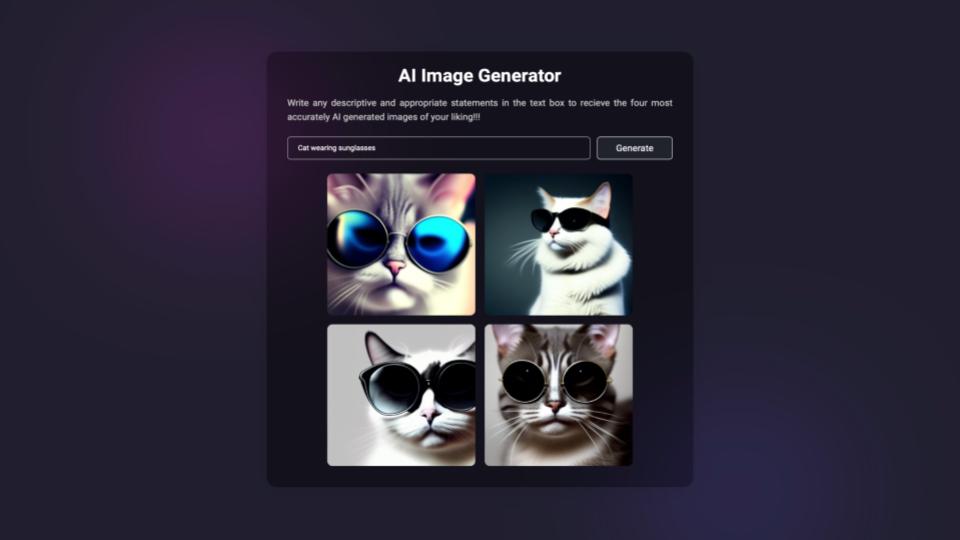 AI Image Generator
Write any descriptive and appropriate statements in the text box to recieve the four most
accurately AI generated images of your liking!!!
Cat wearing sunglasses
Generate